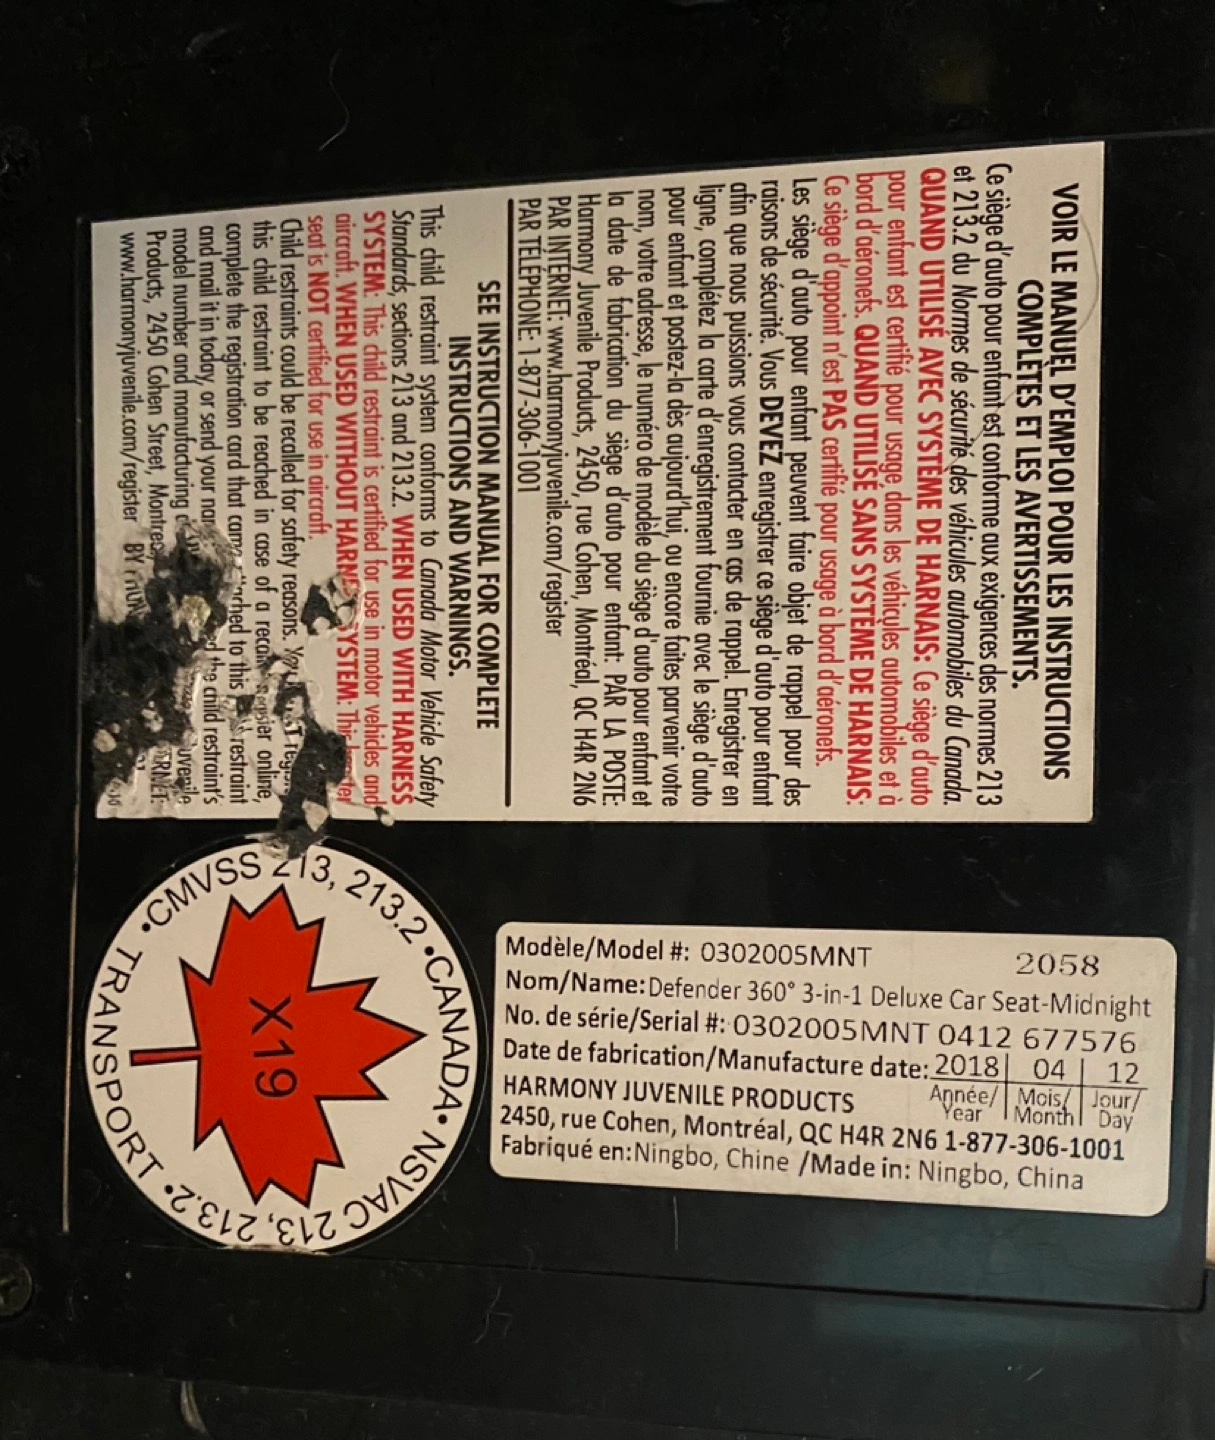 VOIR LE MANUEL D'EMPLOI POUR LES INSTRUCTIONS
COMPLÈTES ET LES AVERTISSEMENTS.
Ce siège d'auto pour enfant est conforme aux exigences des normes 213
et 213.2 du Normes de sécurité des véhicules automobiles du Canada.
QUAND UTILISÉ AVEC SYSTÈME DE HARNAIS: Ce siège d'auto
pour enfant est certifié pour usage dans les véhicules automobiles et à
bord d'aéronefs. QUAND UTILISÉ SANS SYSTÈME DE HARNAIS:
Ce siège d'appoint n'est PAS certifié pour usage à bord d'aéronefs.
Les siège d'auto pour enfant peuvent faire objet de rappel pour des
raisons de sécurité. Vous DEVEZ enregistrer ce siège d'auto pour enfant
afin que nous puissions vous contacter en cas de rappel. Enregistrer en
ligne, complétez la carte d'enregistrement fournie avec le siège d'auto
pour enfant et postez-la dès aujourd'hui, ou encore faites parvenir votre
nom, votre adresse, le numéro de modèle du siège d'auto pour enfant et
la date de fabrication du siège d'auto pour enfant: PAR LA POSTE:
Harmony Juvenile Products, 2450, rue Cohen, Montréal, QC H4R 2N6
PAR INTERNET: www.harmonyjuvenile.com/register
PAR TÉLÉPHONE: 1-877-306-1001
SEE INSTRUCTION MANUAL FOR COMPLETE
INSTRUCTIONS AND WARNINGS.
This child restraint system conforms to Canada Motor Vehicle Safety
Standards, sections 213 and 213.2. WHEN USED WITH HARNESS
SYSTEM: This child restraint is certified for use in motor vehicles and
aircraft. WHEN USED WITHOUT HARNESS SYSTEM: This
seat is NOT certified for use in aircraft.
Child restraints could be recalled for safety reasons.
this child restraint to be reached in case of a recall. online,
complete the registration card that to this restraint
and mail it in today, or send your the child restraint's
model number and manufacturing
Products, 2450 Cohen Street, Montreal,
www.harmonyjuvenile.com/register BY
•CMVSS 213, 213.2 •CANADA• NSVAC 213, 213.2• TRANSPORT
X19
Modèle/Model #: 0302005MNT 2058
Nom/Name: Defender 360° 3-in-1 Deluxe Car Seat-Midnight
No. de série/Serial #: 0302005MNT 0412 677576
Date de fabrication/Manufacture date: 2018 | 04 | 12
Année/Year | Mois/Month | Jour/Day
HARMONY JUVENILE PRODUCTS
2450, rue Cohen, Montréal, QC H4R 2N6 1-877-306-1001
Fabriqué en: Ningbo, Chine /Made in: Ningbo, China